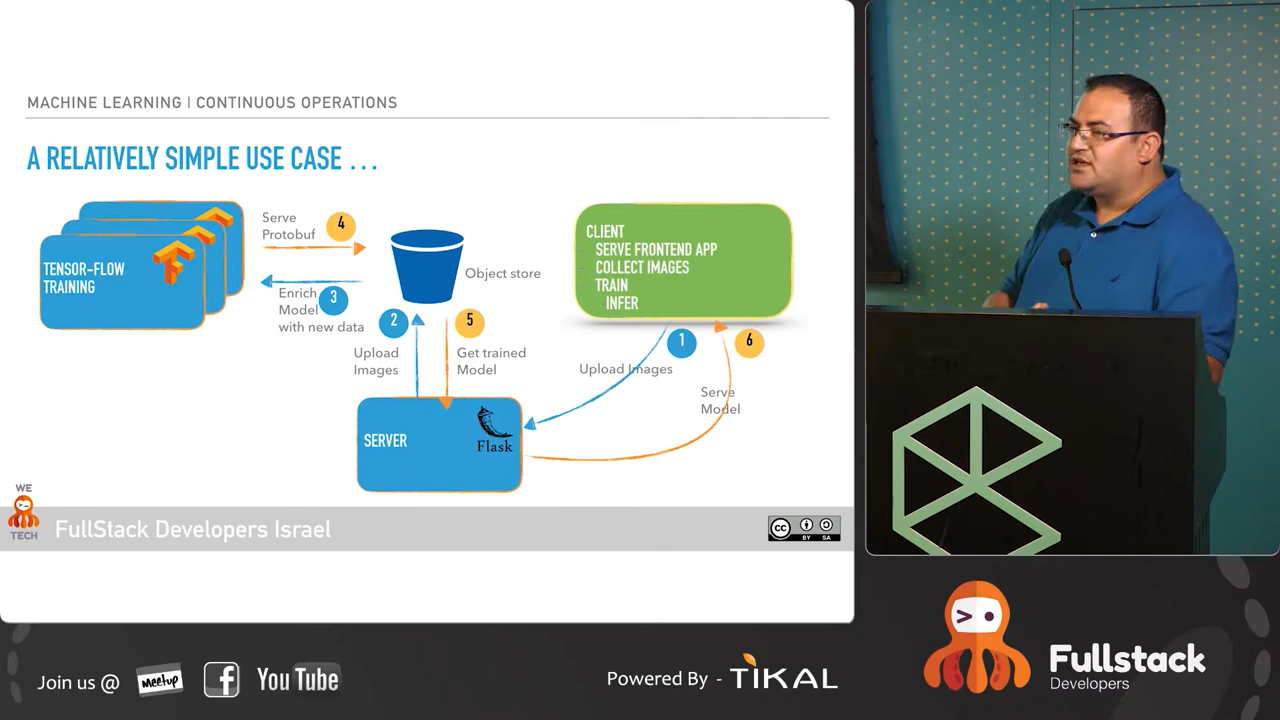 MACHINE LEARNING | CONTINUOUS OPERATIONS
A RELATIVELY SIMPLE USE CASE ...
TENSOR-FLOW
TRAINING
Serve
Protobuf
4
Enrich
Model
with new data
3
Object store
2
Upload
Images
5
Get trained
Model
CLIENT
SERVE FRONTEND APP
COLLECT IMAGES
TRAIN
INFER
1
Upload Images
6
Serve
Model
SERVER
Flask
WE
TECH
FullStack Developers Israel
CC
BY SA
Join us @
Meetup
f
YouTube
Powered By - TIKAL
Fullstack
Developers